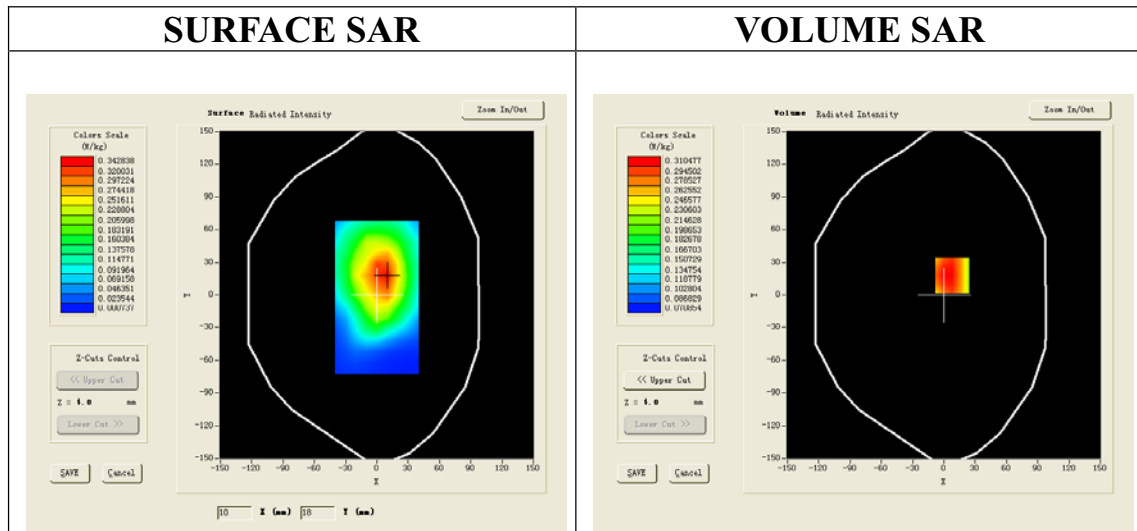 SURFACE SAR
VOLUME SAR
Surface Radiated Intensity
Zoom In/Out
Colors Scale
(W/kg)
0.342838
0.320031
0.297224
0.274418
0.251611
0.228804
0.205998
0.183191
0.160384
0.137578
0.114771
0.091964
0.069158
0.046351
0.023544
0.000737
150
120
90
60
30
0
-30
-60
-90
-120
-150
Y
-150 -120 -90 -60 -30 0 30 60 90 120 150
X
Z-Cuts Control
<< Upper Cut
Z = 4.0 mm
Lower Cut >>
SAVE Cancel
10 X (mm) 18 Y (mm)
Volume Radiated Intensity
Zoom In/Out
Colors Scale
(W/kg)
0.310477
0.294502
0.278527
0.262552
0.246577
0.230603
0.214628
0.198653
0.182678
0.166703
0.150729
0.134754
0.118779
0.102804
0.086829
0.070854
150
120
90
60
30
0
-30
-60
-90
-120
-150
Y
-150 -120 -90 -60 -30 0 30 60 90 120 150
X
Z-Cuts Control
<< Upper Cut
Z = 4.0 mm
Lower Cut >>
SAVE Cancel